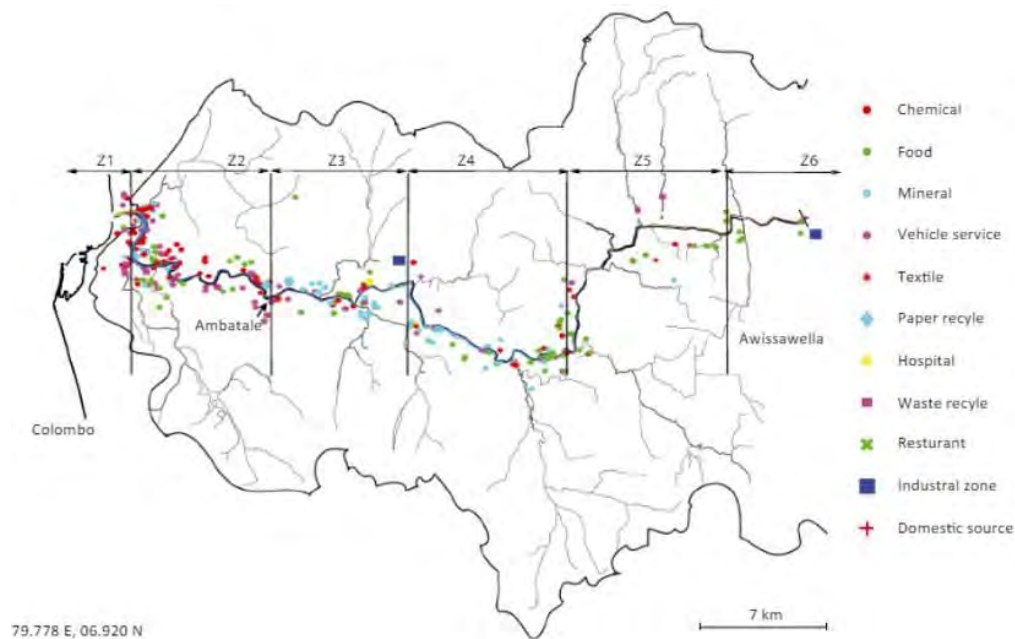 Z1 Z2 Z3 Z4 Z5 Z6
Ambatale
Awissawella
Colombo
Chemical
Food
Mineral
Vehicle service
Textile
Paper recyle
Hospital
Waste recyle
Resturant
Industral zone
Domestic source
79.778 E, 06.920 N
7 km